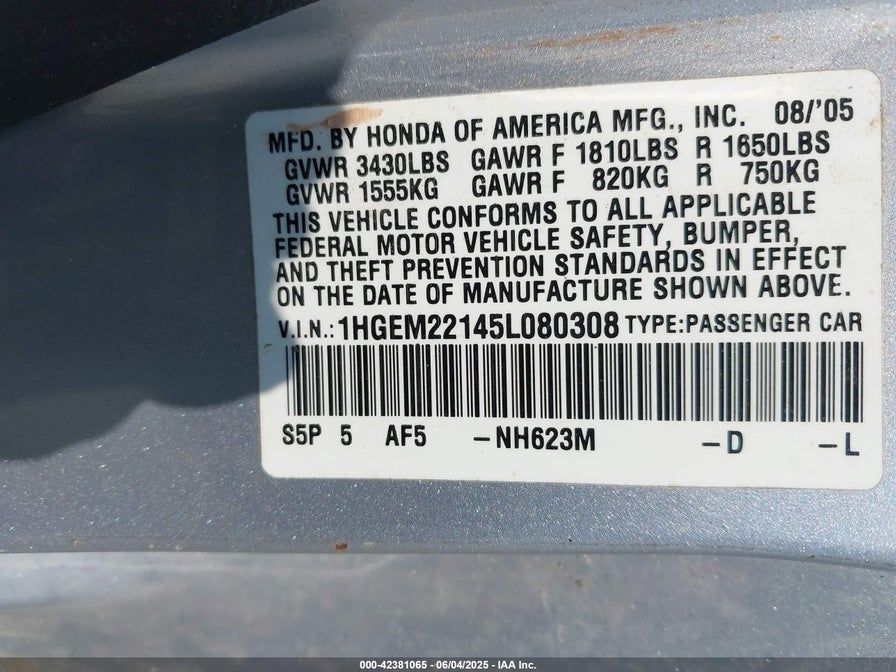 MFD. BY HONDA OF AMERICA MFG., INC. 08/'05
GVWR 3430LBS GAWR F 1810LBS R 1650LBS
GVWR 1555KG GAWR F 820KG R 750KG
THIS VEHICLE CONFORMS TO ALL APPLICABLE
FEDERAL MOTOR VEHICLE SAFETY, BUMPER,
AND THEFT PREVENTION STANDARDS IN EFFECT
ON THE DATE OF MANUFACTURE SHOWN ABOVE.
V.I.N.: 1HGEM22145L080308 TYPE:PASSENGER CAR
S5P 5 AF5 -NH623M -D -L
000-42381065 - 06/04/2025 - IAA Inc.